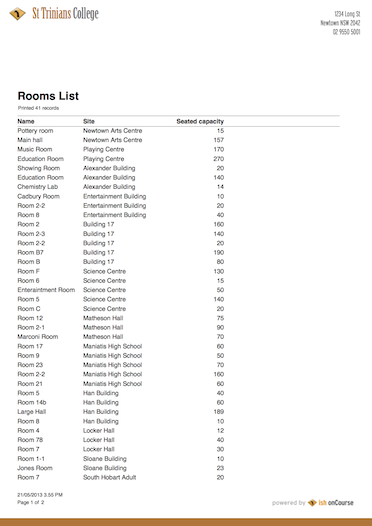 St Trinians College
1234 Long St
Newtown NSW 2042
02 9550 5001
Rooms List
Printed 41 records
Name Site Seated capacity
Pottery room Newtown Arts Centre 15
Main hall Newtown Arts Centre 157
Music Room Playing Centre 170
Education Room Playing Centre 270
Showing Room Alexander Building 20
Education Room Alexander Building 140
Chemistry Lab Alexander Building 14
Cadbury Room Entertainment Building 10
Room 2-2 Entertainment Building 20
Room 8 Entertainment Building 40
Room 2 Building 17 160
Room 2-3 Building 17 140
Room 2-2 Building 17 20
Room B7 Building 17 190
Room B Building 17 80
Room F Science Centre 130
Room 6 Science Centre 15
Enteraintment Room Science Centre 50
Room 5 Science Centre 140
Room C Science Centre 20
Room 12 Matheson Hall 75
Room 2-1 Matheson Hall 90
Marconi Room Matheson Hall 70
Room 17 Maniatis High School 60
Room 9 Maniatis High School 50
Room 23 Maniatis High School 70
Room 2-2 Maniatis High School 160
Room 21 Maniatis High School 60
Room 5 Han Building 40
Room 14b Han Building 60
Large Hall Han Building 189
Room 8 Han Building 10
Room 4 Locker Hall 12
Room 78 Locker Hall 40
Room 7 Locker Hall 30
Room 1-1 Sloane Building 10
Jones Room Sloane Building 23
Room 7 South Hobart Adult 20
21/05/2013 3.55 PM
Page 1 of 2
powered by ish onCourse